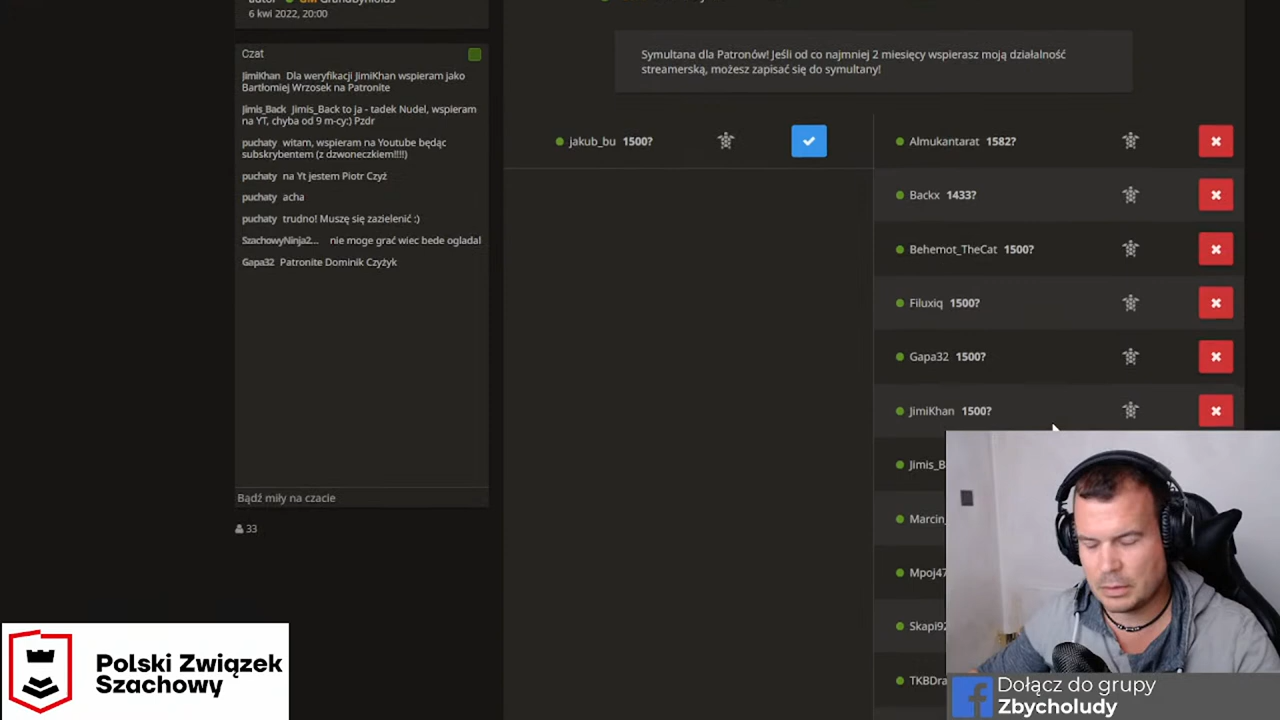 6 kwi 2022, 20:00
Czat
JimiKhan Dla weryfikacji JimiKhan wspieram jako
Bartłomiej Wrzosek na Patronite
Jimis_Back Jimis_Back to ja - tadek Nudel, wspieram
na YT, chyba od 9 m-cy:) Pzdr
puchaty witam, wspieram na Youtube będąc
subskrybentem (z dzwoneczkiem!!!!)
puchaty na Yt jestem Piotr Czyż
puchaty acha
puchaty trudno! Muszę się zazielenić :)
SzachowyNinja2... nie moge grać wiec bede ogladal
Gapa32 Patronite Dominik Czyżyk
Bądź miły na czacie
33
Symultana dla Patronów! Jeśli od co najmniej 2 miesięcy wspierasz moją działalność
streamerską, możesz zapisać się do symultany!
jakub_bu 1500?
Almukantarat 1582?
Backx 1433?
Behemot_TheCat 1500?
Filuxiq 1500?
Gapa32 1500?
JimiKhan 1500?
Jimis_B
Marcin_
Mpoj47
Skapi92
TKBDra
Polski Związek
Szachowy
Dołącz do grupy
Zbycholudy